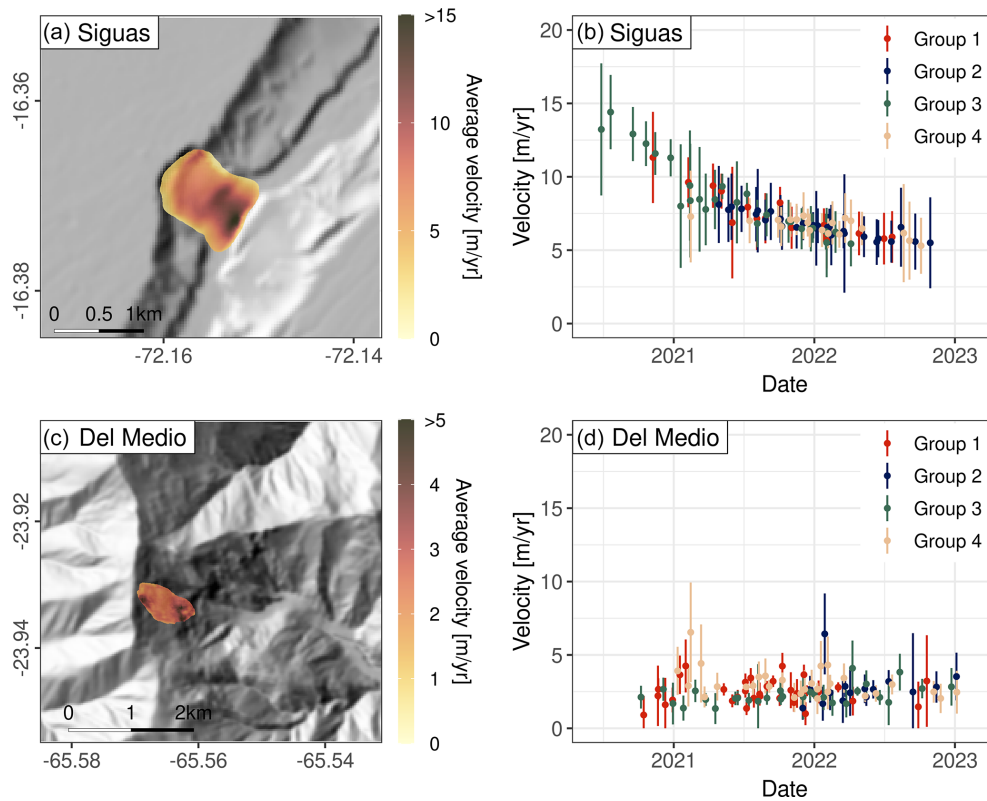 (a) Siguas
-16.36
-16.38
0 0.5 1km
-72.16 -72.14
>15
10
5
0
Average velocity [m/yr]
(b) Siguas
20
15
10
5
0
Velocity [m/yr]
2021 2022 2023
Date
Group 1
Group 2
Group 3
Group 4
(c) Del Medio
-23.92
-23.94
0 1 2km
-65.58 -65.56 -65.54
>5
4
3
2
1
0
Average velocity [m/yr]
(d) Del Medio
20
15
10
5
0
Velocity [m/yr]
2021 2022 2023
Date
Group 1
Group 2
Group 3
Group 4